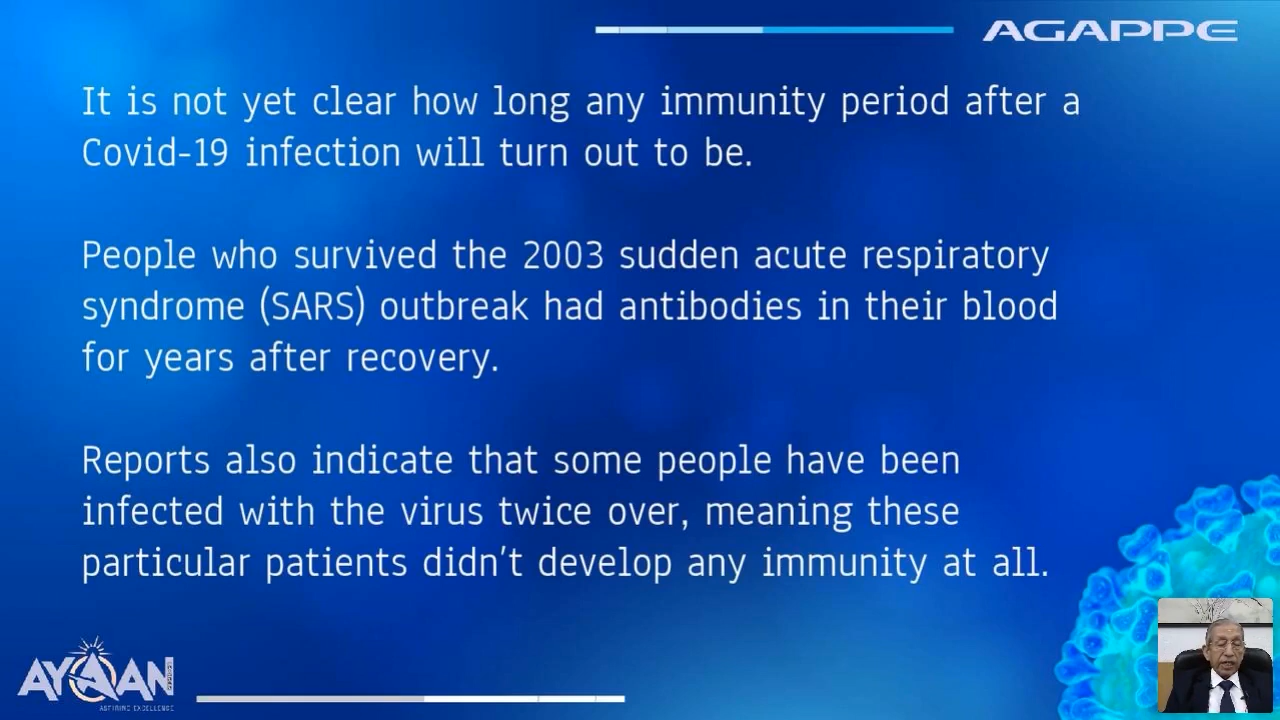 AGAPPE
It is not yet clear how long any immunity period after a
Covid-19 infection will turn out to be.
People who survived the 2003 sudden acute respiratory
syndrome (SARS) outbreak had antibodies in their blood
for years after recovery.
Reports also indicate that some people have been
infected with the virus twice over, meaning these
particular patients didn't develop any immunity at all.
AYAAN
ASPIRING EXCELLENCE